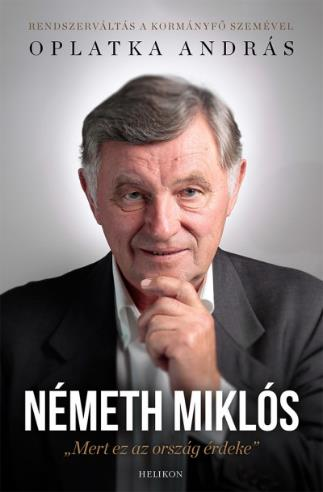 RENDSZERVÁLTÁS A KORMÁNYFŐ SZEMÉVEL
OPLATKA ANDRÁS
NÉMETH MIKLÓS
„Mert ez az ország érdeke”
HELIKON